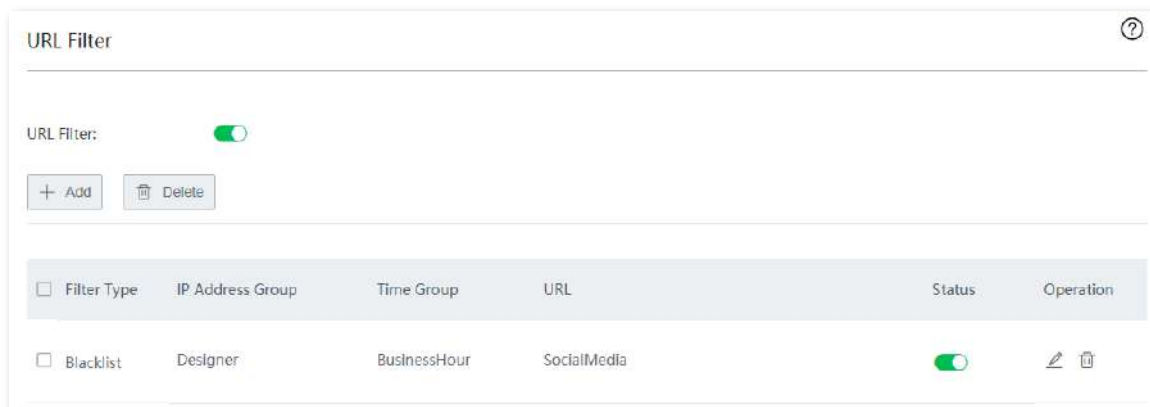 URL Filter
URL Filter:
Add Delete
Filter Type IP Address Group Time Group URL Status Operation
Blacklist Designer BusinessHour SocialMedia